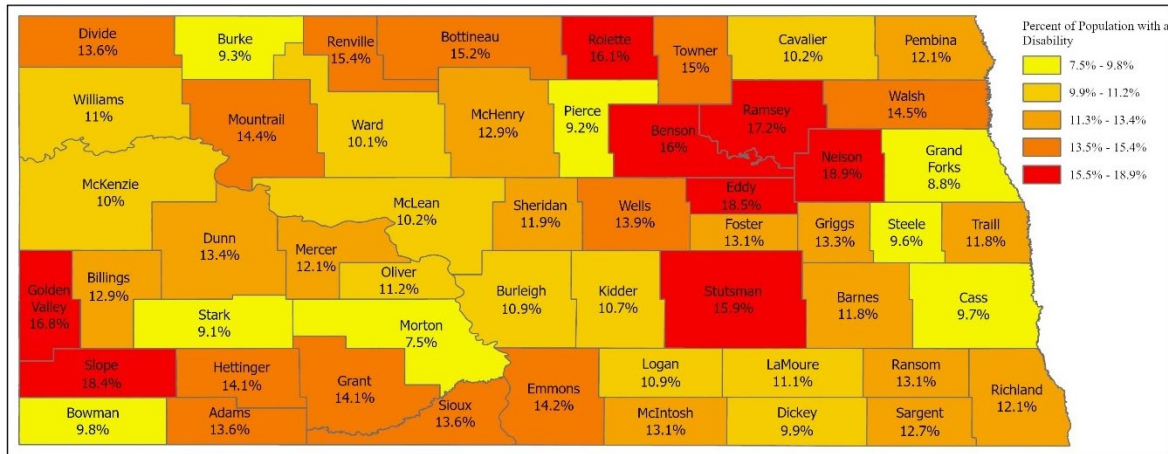 Divide
13.6%
Burke
9.3%
Renville
15.4%
Bottineau
15.2%
Rolette
16.1%
Towner
15%
Cavalier
10.2%
Pembina
12.1%
Williams
11%
Mountrail
14.4%
Ward
10.1%
McHenry
12.9%
Pierce
9.2%
Benson
16%
Ramsey
17.2%
Walsh
14.5%
Nelson
18.9%
Grand
Forks
8.8%
McKenzie
10%
Dunn
13.4%
McLean
10.2%
Mercer
12.1%
Oliver
11.2%
Sheridan
11.9%
Wells
13.9%
Eddy
18.5%
Foster
13.1%
Griggs
13.3%
Steele
9.6%
Traill
11.8%
Golden
Valley
16.8%
Billings
12.9%
Stark
9.1%
Morton
7.5%
Burleigh
10.9%
Kidder
10.7%
Stutsman
15.9%
Barnes
11.8%
Cass
9.7%
Slope
18.4%
Hettinger
14.1%
Grant
14.1%
Bowman
9.8%
Adams
13.6%
Sioux
13.6%
Emmons
14.2%
Logan
10.9%
LaMoure
11.1%
Ransom
13.1%
Richland
12.1%
McIntosh
13.1%
Dickey
9.9%
Sargent
12.7%
Percent of Population with a
Disability
7.5% - 9.8%
9.9% - 11.2%
11.3% - 13.4%
13.5% - 15.4%
15.5% - 18.9%